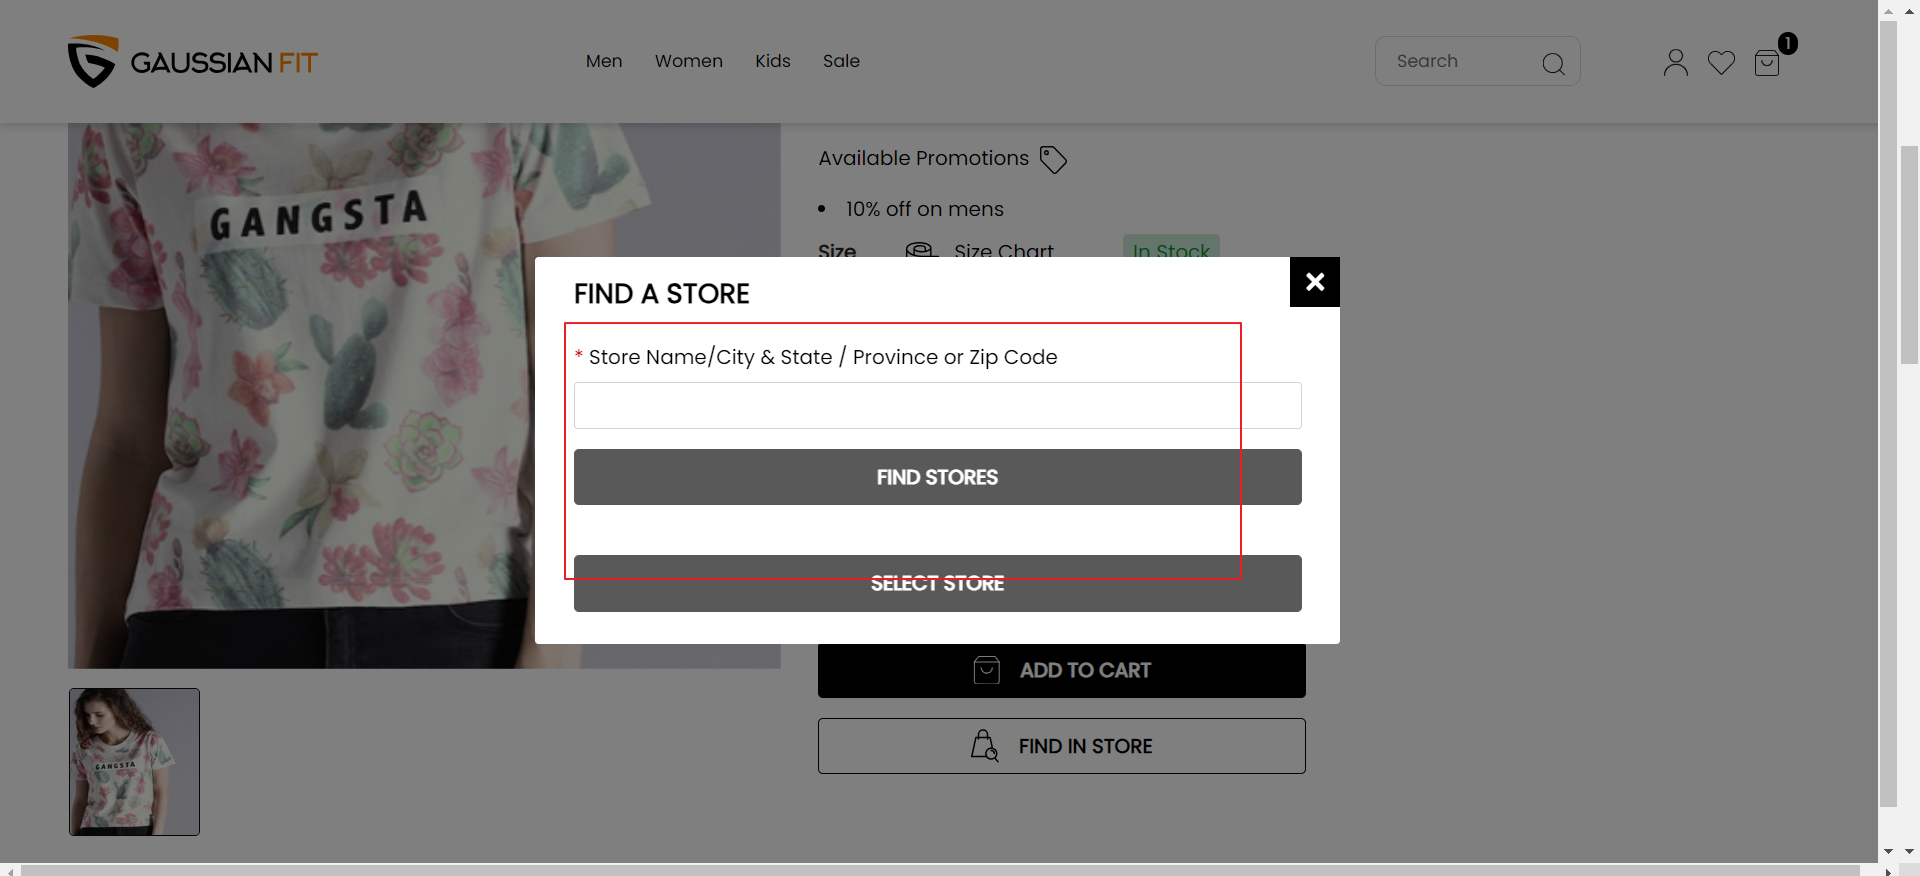 GAUSSIAN FIT
Men Women Kids Sale
Search
1
Available Promotions
• 10% off on mens
Size Size Chart In Stock
GANGSTA
FIND A STORE
* Store Name/City & State / Province or Zip Code
FIND STORES
SELECT STORE
ADD TO CART
FIND IN STORE
GANGSTA